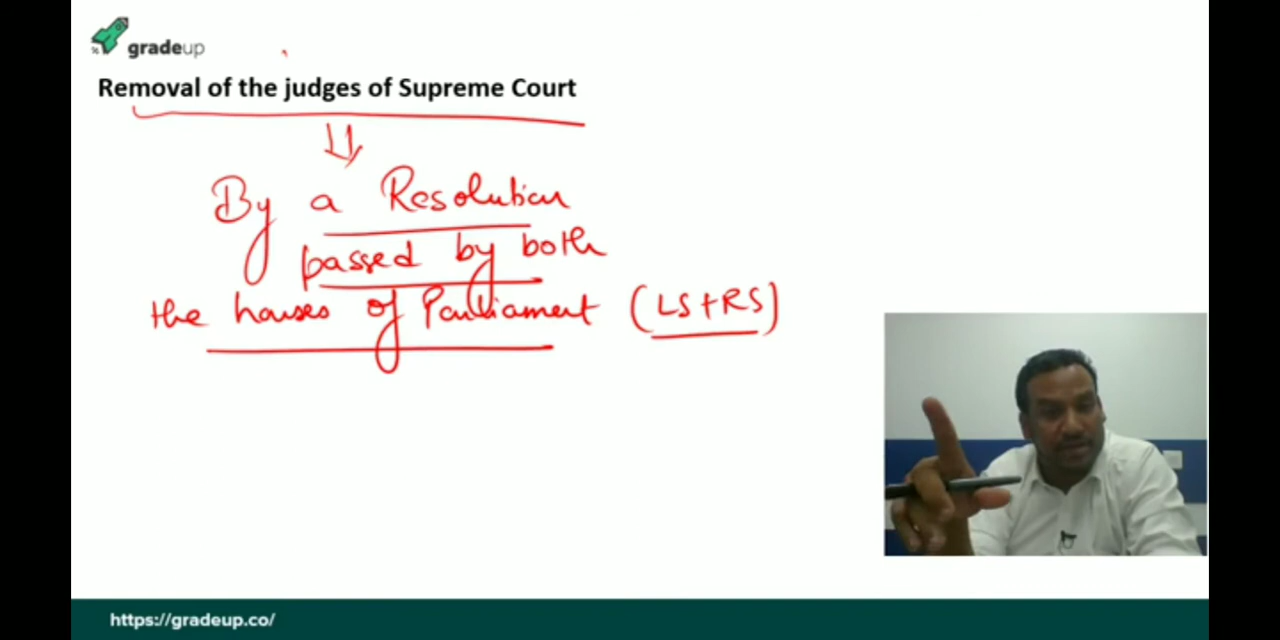 gradeup
Removal of the judges of Supreme Court
By a Resolution
passed by both
the houses of Parliament (LS+RS)
https://gradeup.co/